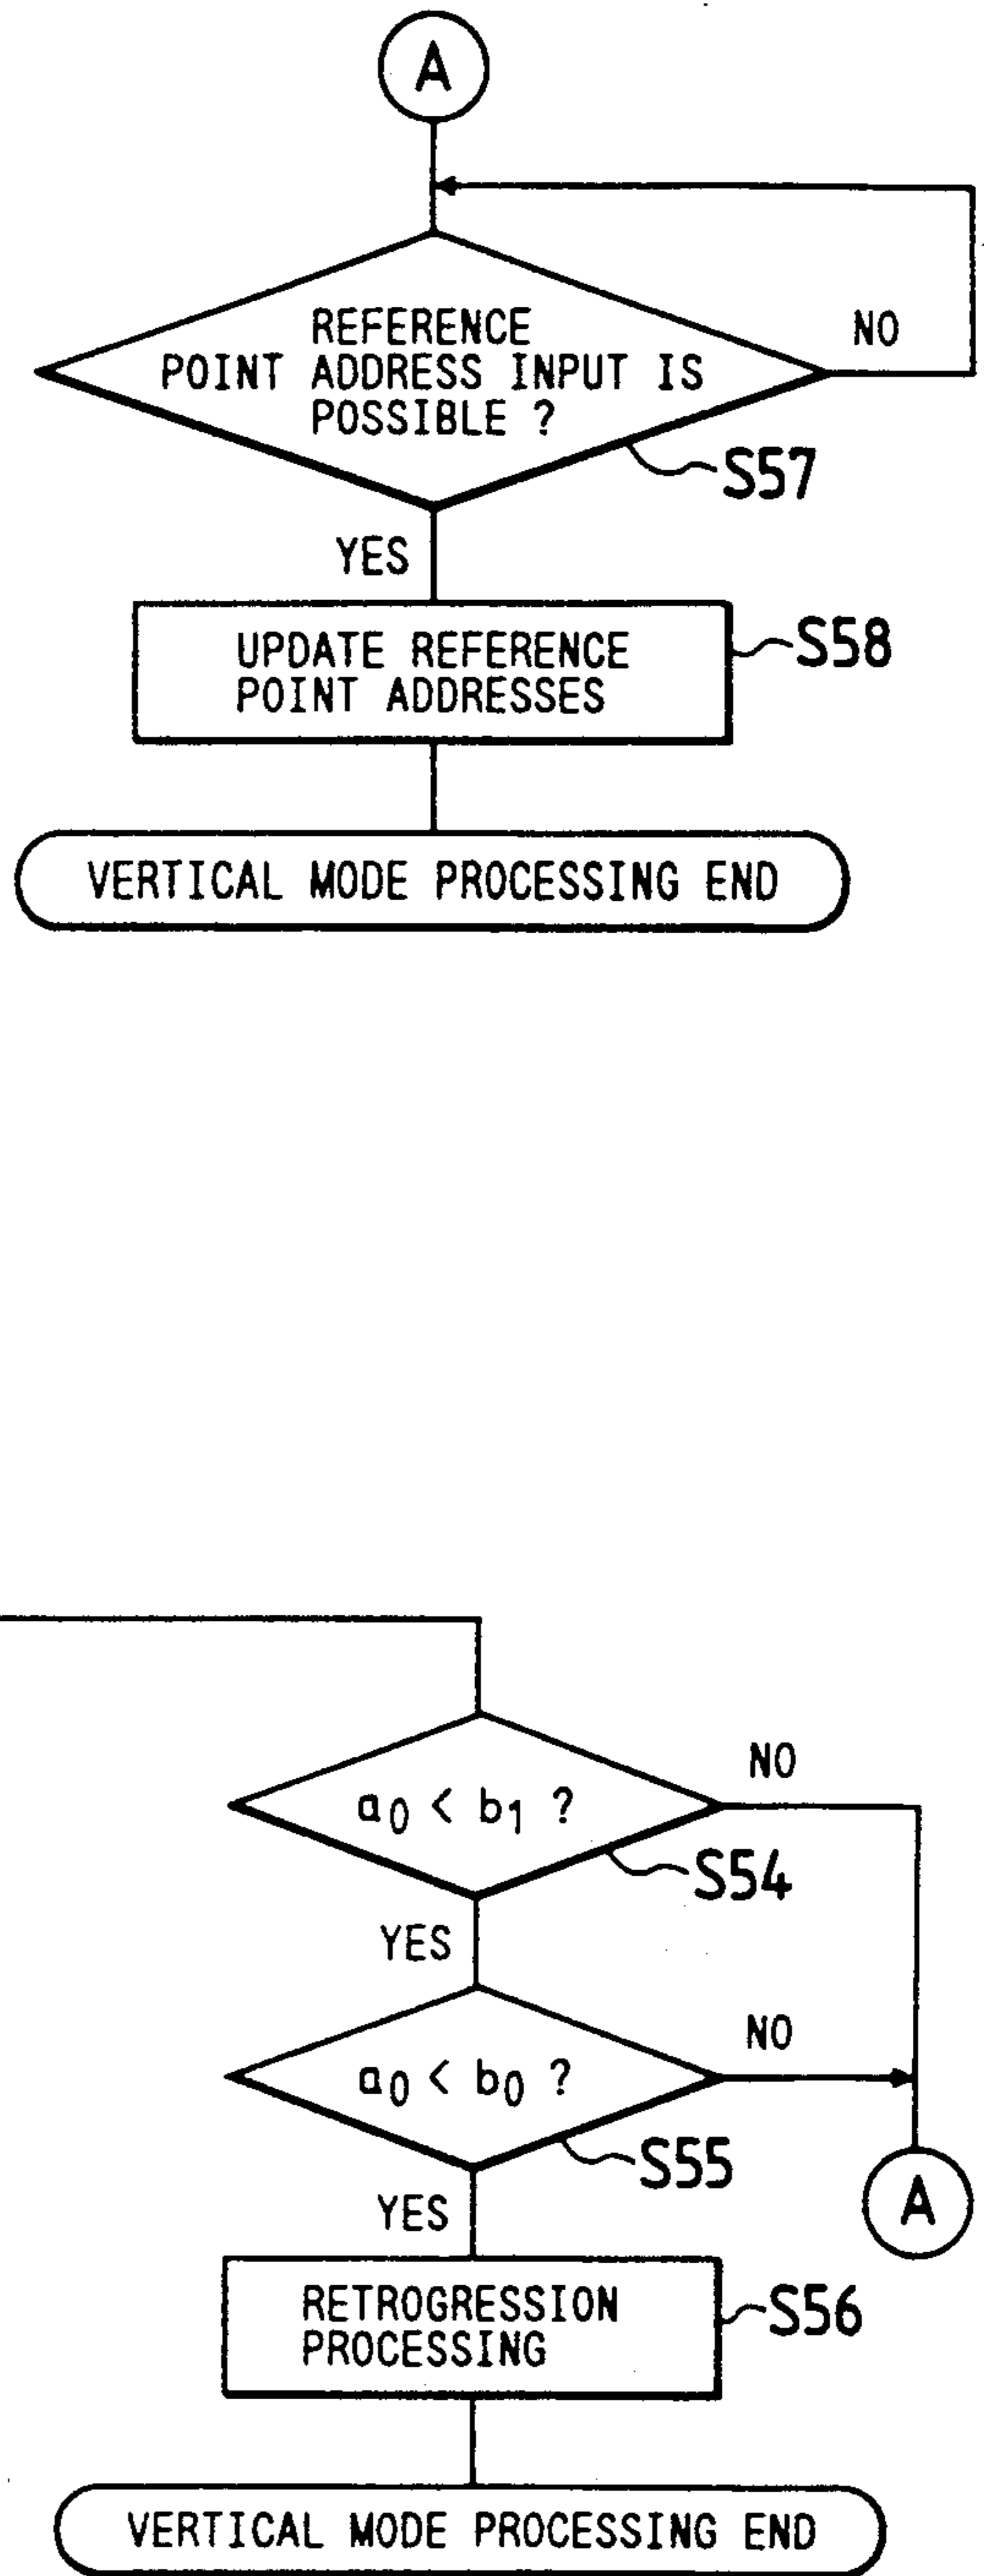 A
REFERENCE
POINT ADDRESS INPUT IS
POSSIBLE ?
NO
S57
YES
UPDATE REFERENCE
POINT ADDRESSES
S58
VERTICAL MODE PROCESSING END
a0 < b1 ?
NO
S54
YES
a0 < b0 ?
NO
S55
A
YES
RETROGRESSION
PROCESSING
S56
VERTICAL MODE PROCESSING END